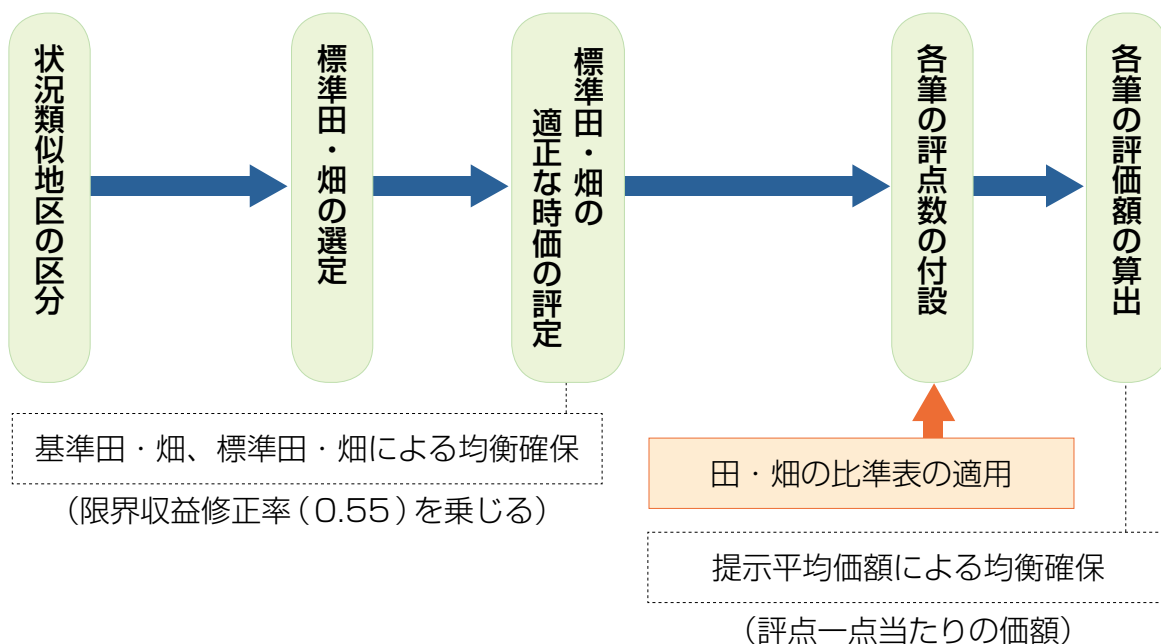 状況類似地区の区分
標準田・畑の選定
標準田・畑の
適正な時価の評定
各筆の評点数の付設
各筆の評価額の算出
基準田・畑、標準田・畑による均衡確保
（限界収益修正率（0.55）を乗じる）
田・畑の比準表の適用
提示平均価額による均衡確保
（評点一点当たりの価額）